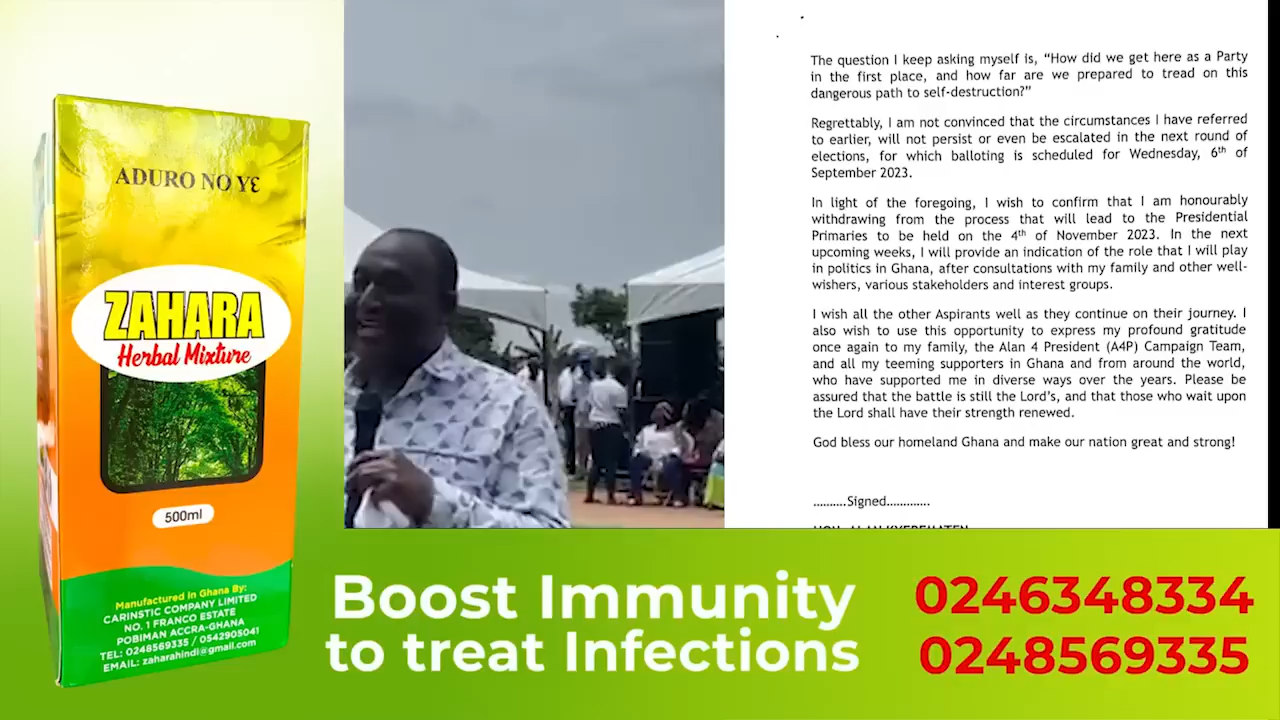 ADURO NO YƐ
ZAHARA
Herbal Mixture
500ml
Manufactured In Ghana By:
CARINSTIC COMPANY LIMITED
NO. 1 FRANCO ESTATE
POBIMAN ACCRA-GHANA
TEL: 0248569335 / 0542905041
EMAIL: zaharahindi@gmail.com
The question I keep asking myself is, “How did we get here as a Party
in the first place, and how far are we prepared to tread on this
dangerous path to self-destruction?”
Regrettably, I am not convinced that the circumstances I have referred
to earlier, will not persist or even be escalated in the next round of
elections, for which balloting is scheduled for Wednesday, 6th of
September 2023.
In light of the foregoing, I wish to confirm that I am honourably
withdrawing from the process that will lead to the Presidential
Primaries to be held on the 4th of November 2023. In the next
upcoming weeks, I will provide an indication of the role that I will play
in politics in Ghana, after consultations with my family and other well-
wishers, various stakeholders and interest groups.
I wish all the other Aspirants well as they continue on their journey. I
also wish to use this opportunity to express my profound gratitude
once again to my family, the Alan 4 President (A4P) Campaign Team,
and all my teeming supporters in Ghana and from around the world,
who have supported me in diverse ways over the years. Please be
assured that the battle is still the Lord’s, and that those who wait upon
the Lord shall have their strength renewed.
God bless our homeland Ghana and make our nation great and strong!
..........Signed.............
HON. ALAN KYEREMATEN
Boost Immunity
to treat Infections
0246348334
0248569335